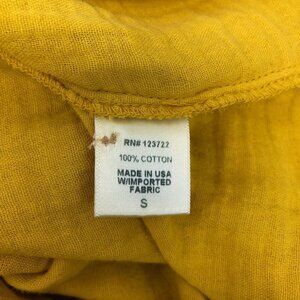 RN# 123722
100% COTTON
MADE IN USA
W/IMPORTED
FABRIC
S